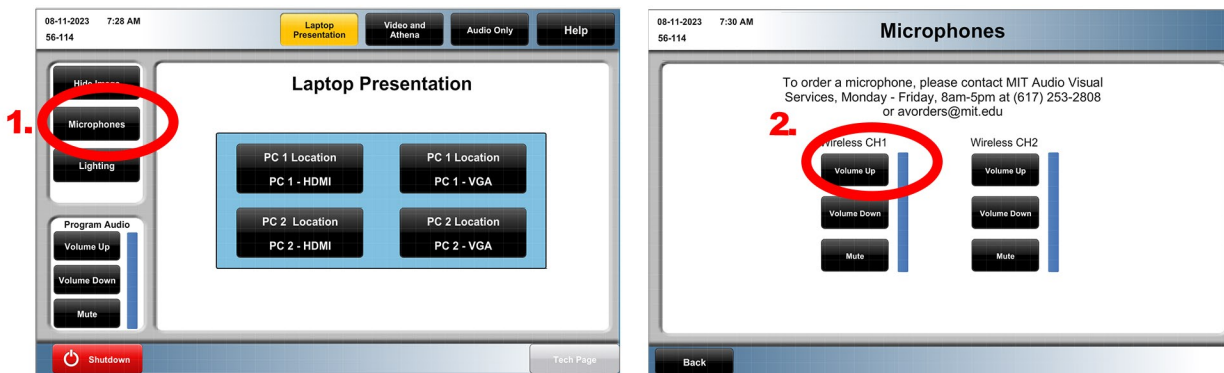 08-11-2023 7:28 AM
56-114
Laptop
Presentation
Video and
Athena
Audio Only
Help
1.
Hide Image
Microphones
Lighting
Program Audio
Volume Up
Volume Down
Mute
Laptop Presentation
PC 1 Location
PC 1 - HDMI
PC 1 Location
PC 1 - VGA
PC 2 Location
PC 2 - HDMI
PC 2 Location
PC 2 - VGA
Shutdown
Tech Page
08-11-2023 7:30 AM
56-114
Microphones
To order a microphone, please contact MIT Audio Visual
Services, Monday - Friday, 8am-5pm at (617) 253-2808
or avorders@mit.edu
2.
Wireless CH1
Volume Up
Volume Down
Mute
Wireless CH2
Volume Up
Volume Down
Mute
Back